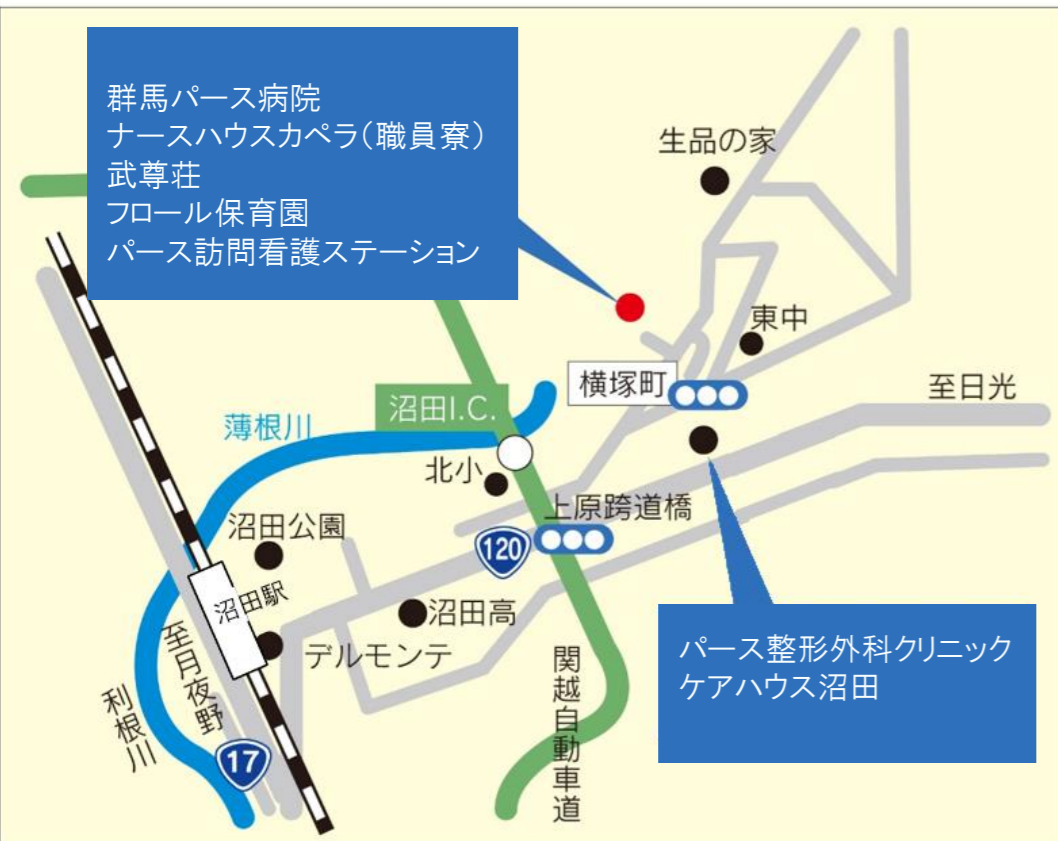 群馬パース病院
ナースハウスカペラ(職員寮)
武尊荘
フロール保育園
パース訪問看護ステーション
生品の家
東中
横塚町
至日光
沼田I.C.
薄根川
北小
上原跨道橋
120
沼田公園
沼田駅
沼田高
デルモンテ
至月夜野
利根川
17
関越自動車道
パース整形外科クリニック
ケアハウス沼田